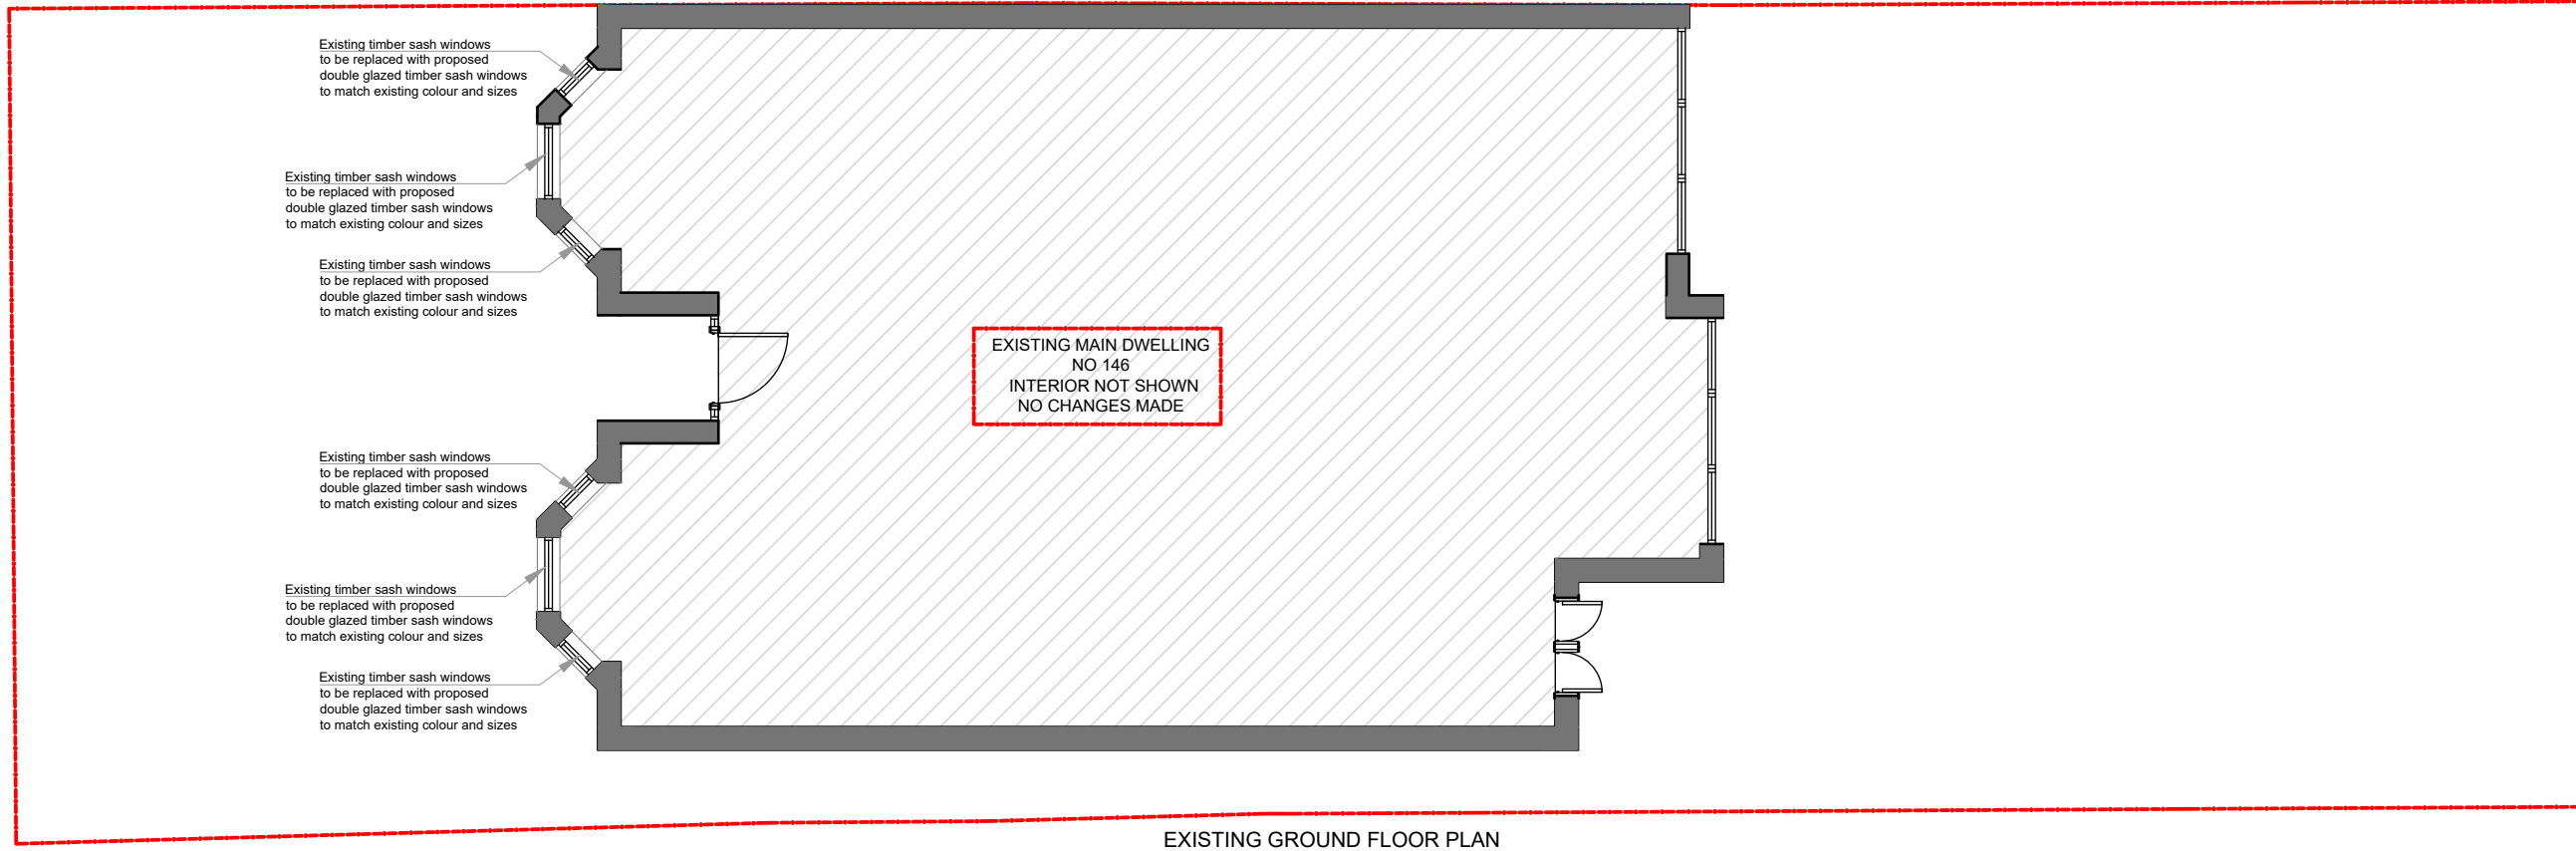 Existing timber sash windows
to be replaced with proposed
double glazed timber sash windows
to match existing colour and sizes
Existing timber sash windows
to be replaced with proposed
double glazed timber sash windows
to match existing colour and sizes
Existing timber sash windows
to be replaced with proposed
double glazed timber sash windows
to match existing colour and sizes
EXISTING MAIN DWELLING
NO 146
INTERIOR NOT SHOWN
NO CHANGES MADE
Existing timber sash windows
to be replaced with proposed
double glazed timber sash windows
to match existing colour and sizes
Existing timber sash windows
to be replaced with proposed
double glazed timber sash windows
to match existing colour and sizes
Existing timber sash windows
to be replaced with proposed
double glazed timber sash windows
to match existing colour and sizes
EXISTING GROUND FLOOR PLAN